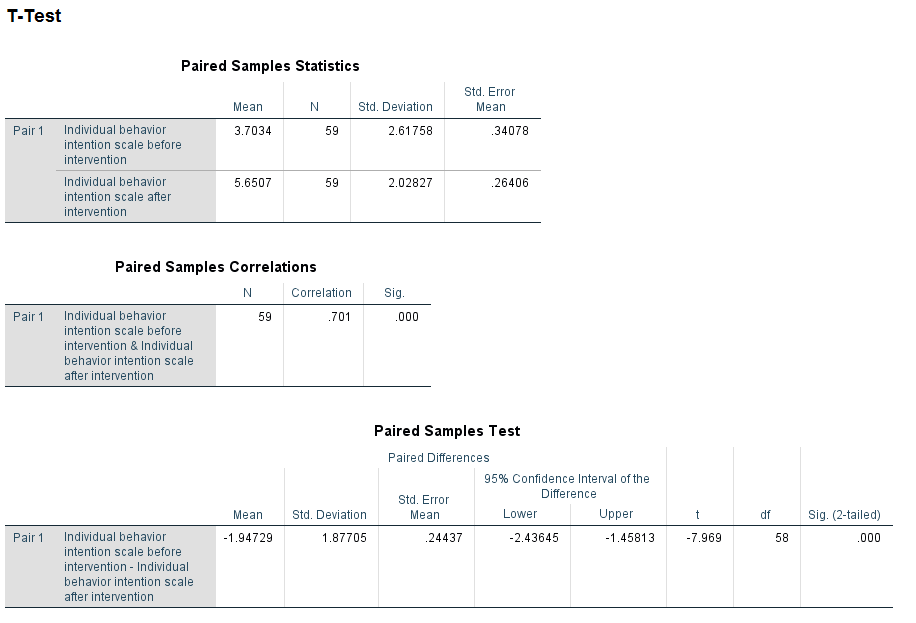 T-Test
Paired Samples Statistics
Mean N Std. Deviation Std. Error Mean
Pair 1 Individual behavior intention scale before intervention 3.7034 59 2.61758 .34078
Individual behavior intention scale after intervention 5.6507 59 2.02827 .26406
Paired Samples Correlations
N Correlation Sig.
Pair 1 Individual behavior intention scale before intervention & Individual behavior intention scale after intervention 59 .701 .000
Paired Samples Test
Paired Differences
95% Confidence Interval of the Difference
Mean Std. Deviation Std. Error Mean Lower Upper t df Sig. (2-tailed)
Pair 1 Individual behavior intention scale before intervention - Individual behavior intention scale after intervention -1.94729 1.87705 .24437 -2.43645 -1.45813 -7.969 58 .000